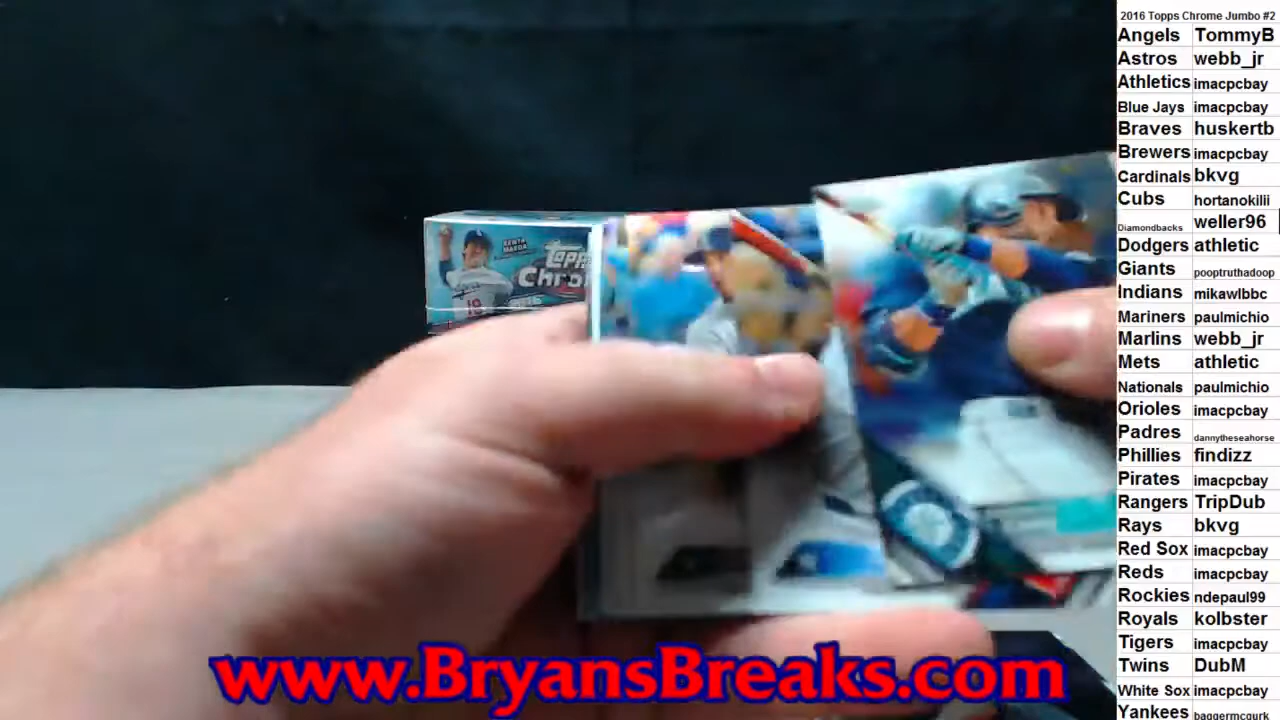 2016 Topps Chrome Jumbo #2
Angels TommyB
Astros webb_jr
Athletics imacpcbay
Blue Jays imacpcbay
Braves huskertb
Brewers imacpcbay
Cardinals bkvg
Cubs hortanokilii
Diamondbacks weller96
Dodgers athletic
Giants pooptruthadoop
Indians mikawlbbc
Mariners paulmichio
Marlins webb_jr
Mets athletic
Nationals paulmichio
Orioles imacpcbay
Padres dannytheseahorse
Phillies findizz
Pirates imacpcbay
Rangers TripDub
Rays bkvg
Red Sox imacpcbay
Reds imacpcbay
Rockies ndepaul99
Royals kolbster
Tigers imacpcbay
Twins DubM
White Sox imacpcbay
Yankees baggermcgurk
KENTA
MAEDA
Topps
Chro
www.BryansBreaks.com